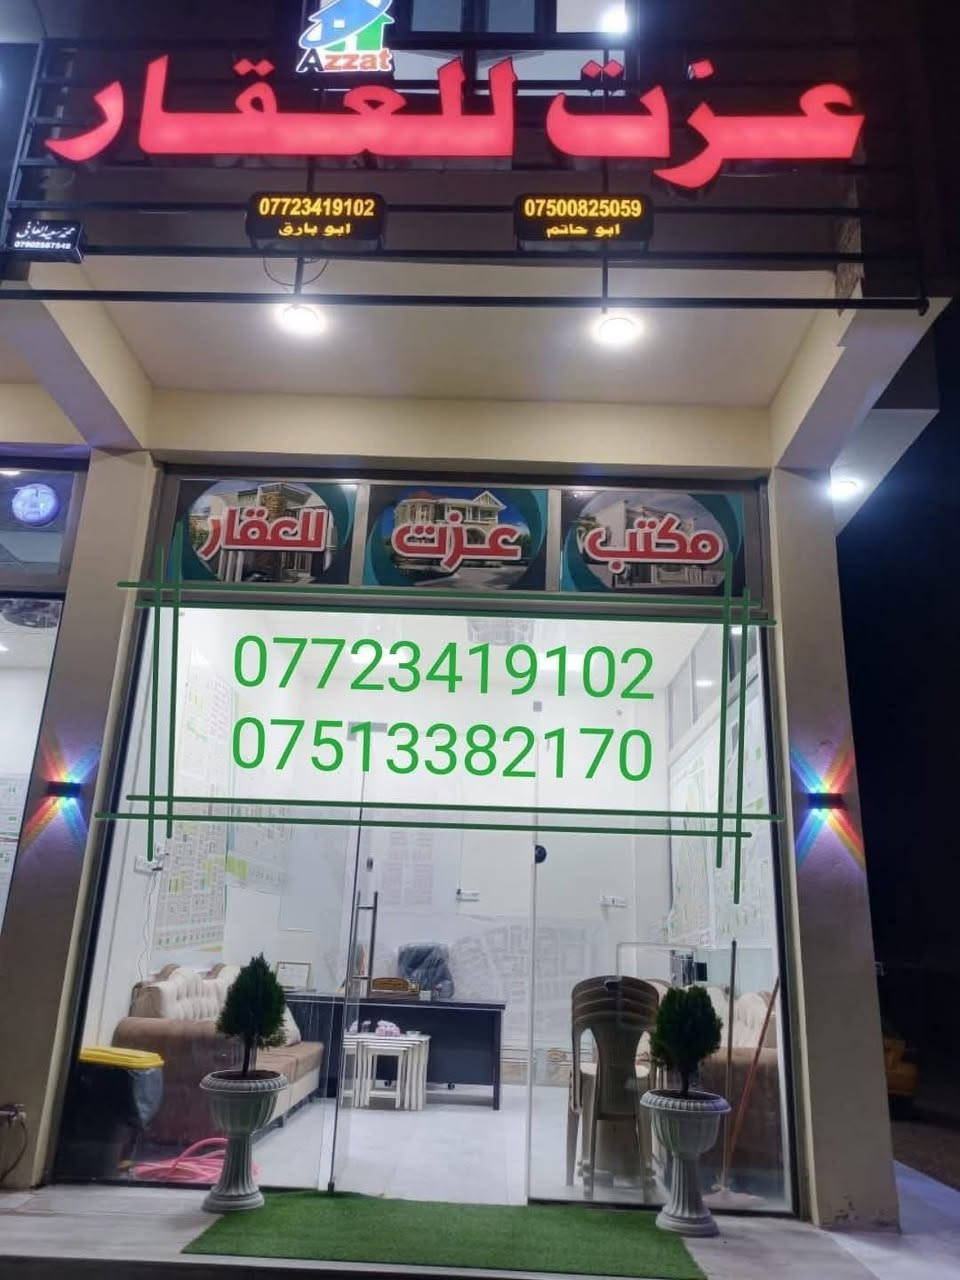 Azzat
عزت للعقار
07500825059
ابو حاتم
07723419102
ابو بارق
مكتب عزت للعقار
07723419102
07513382170